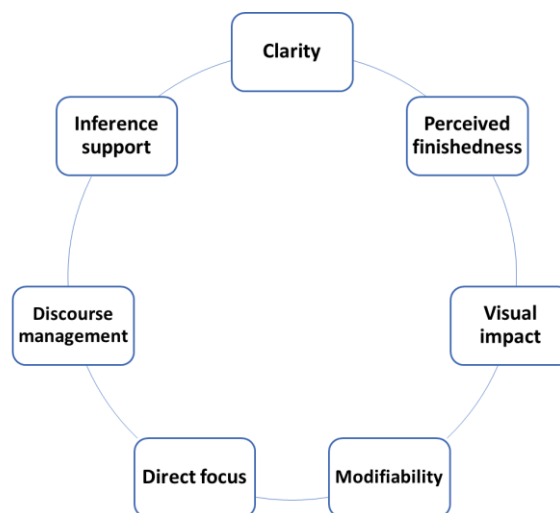 Clarity
Perceived
finishedness
Visual
impact
Modifiability
Direct focus
Discourse
management
Inference
support